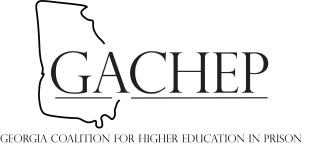 GACHEP
GEORGIA COALITION FOR HIGHER EDUCATION IN PRISON